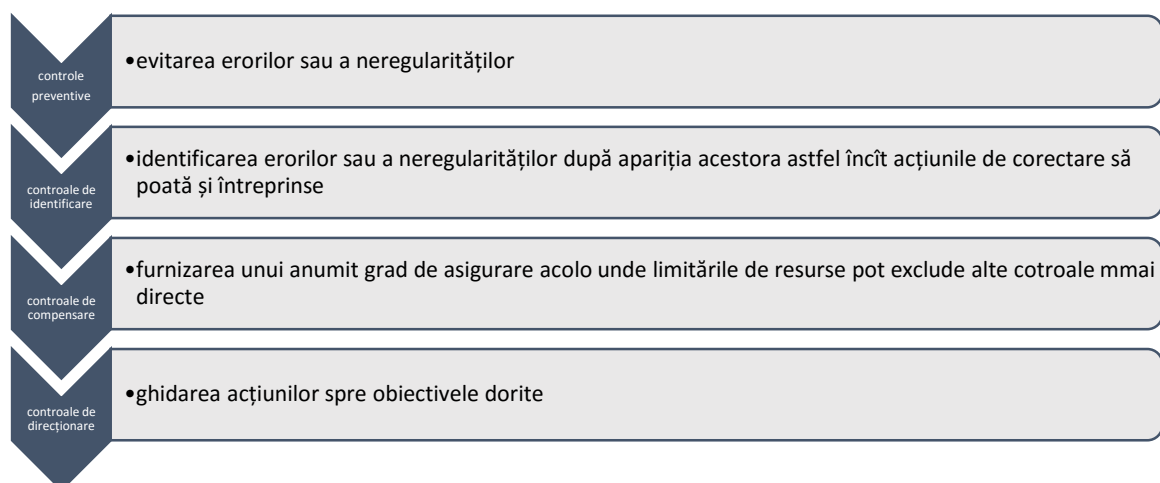 controle
preventive
•evitarea erorilor sau a neregularităților
controale de
identificare
•identificarea erorilor sau a neregularităților după apariția acestora astfel încît acțiunile de corectare să
poată și întreprinse
controale de
compensare
•furnizarea unui anumit grad de asigurare acolo unde limitările de resurse pot exclude alte cotroale mmai
directe
controale de
direcționare
•ghidarea acțiunilor spre obiectivele dorite